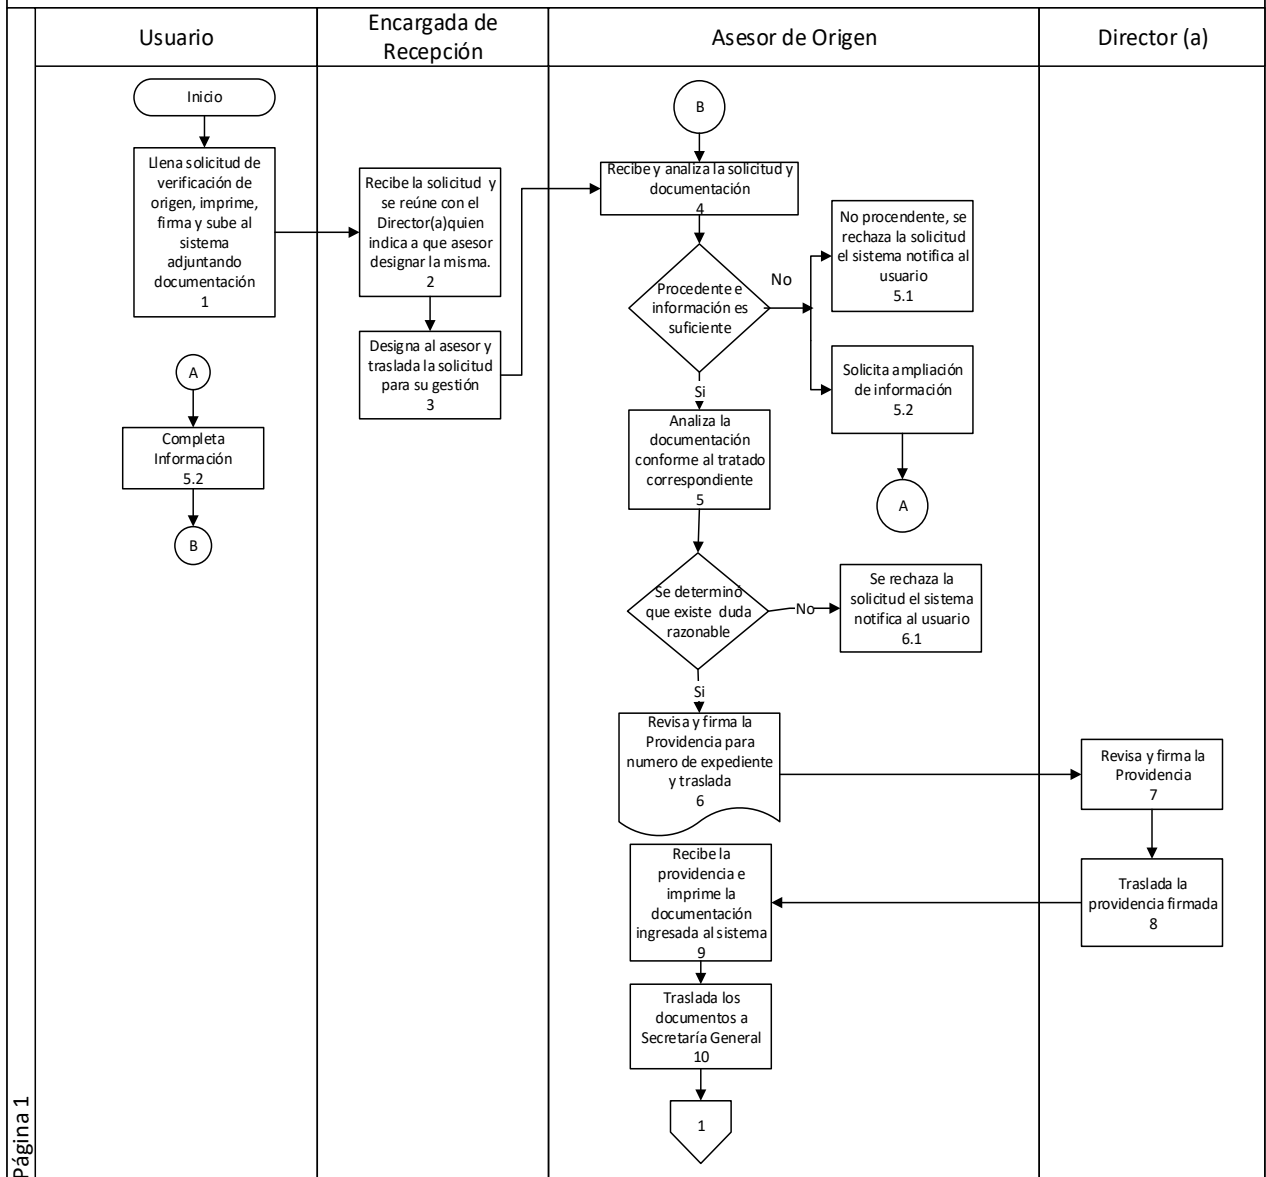 Usuario
Encargada de
Recepción
Asesor de Origen
Director (a)
Inicio
Llena solicitud de
verificación de
origen, imprime,
firma y sube al
sistema
adjuntando
documentación
1
A
Completa
Información
5.2
B
Recibe la solicitud y
se reúne con el
Director(a)quien
indica a que asesor
designar la misma.
2
Designa al asesor y
traslada la solicitud
para su gestión
3
B
Recibe y analiza la solicitud y
documentación
4
Procedente e
información es
suficiente
No
No procendente, se
rechaza la solicitud
el sistema notifica al
usuario
5.1
Solicita ampliación
de información
5.2
A
Si
Analiza la
documentación
conforme al tratado
correspondiente
5
Se determinó
que existe duda
razonable
No
Se rechaza la
solicitud el sistema
notifica al usuario
6.1
Si
Revisa y firma la
Providencia para
numero de expediente
y traslada
6
Revisa y firma la
Providencia
7
Traslada la
providencia firmada
8
Recibe la
providencia e
imprime la
documentación
ingresada al sistema
9
Traslada los
documentos a
Secretaría General
10
1
Página 1